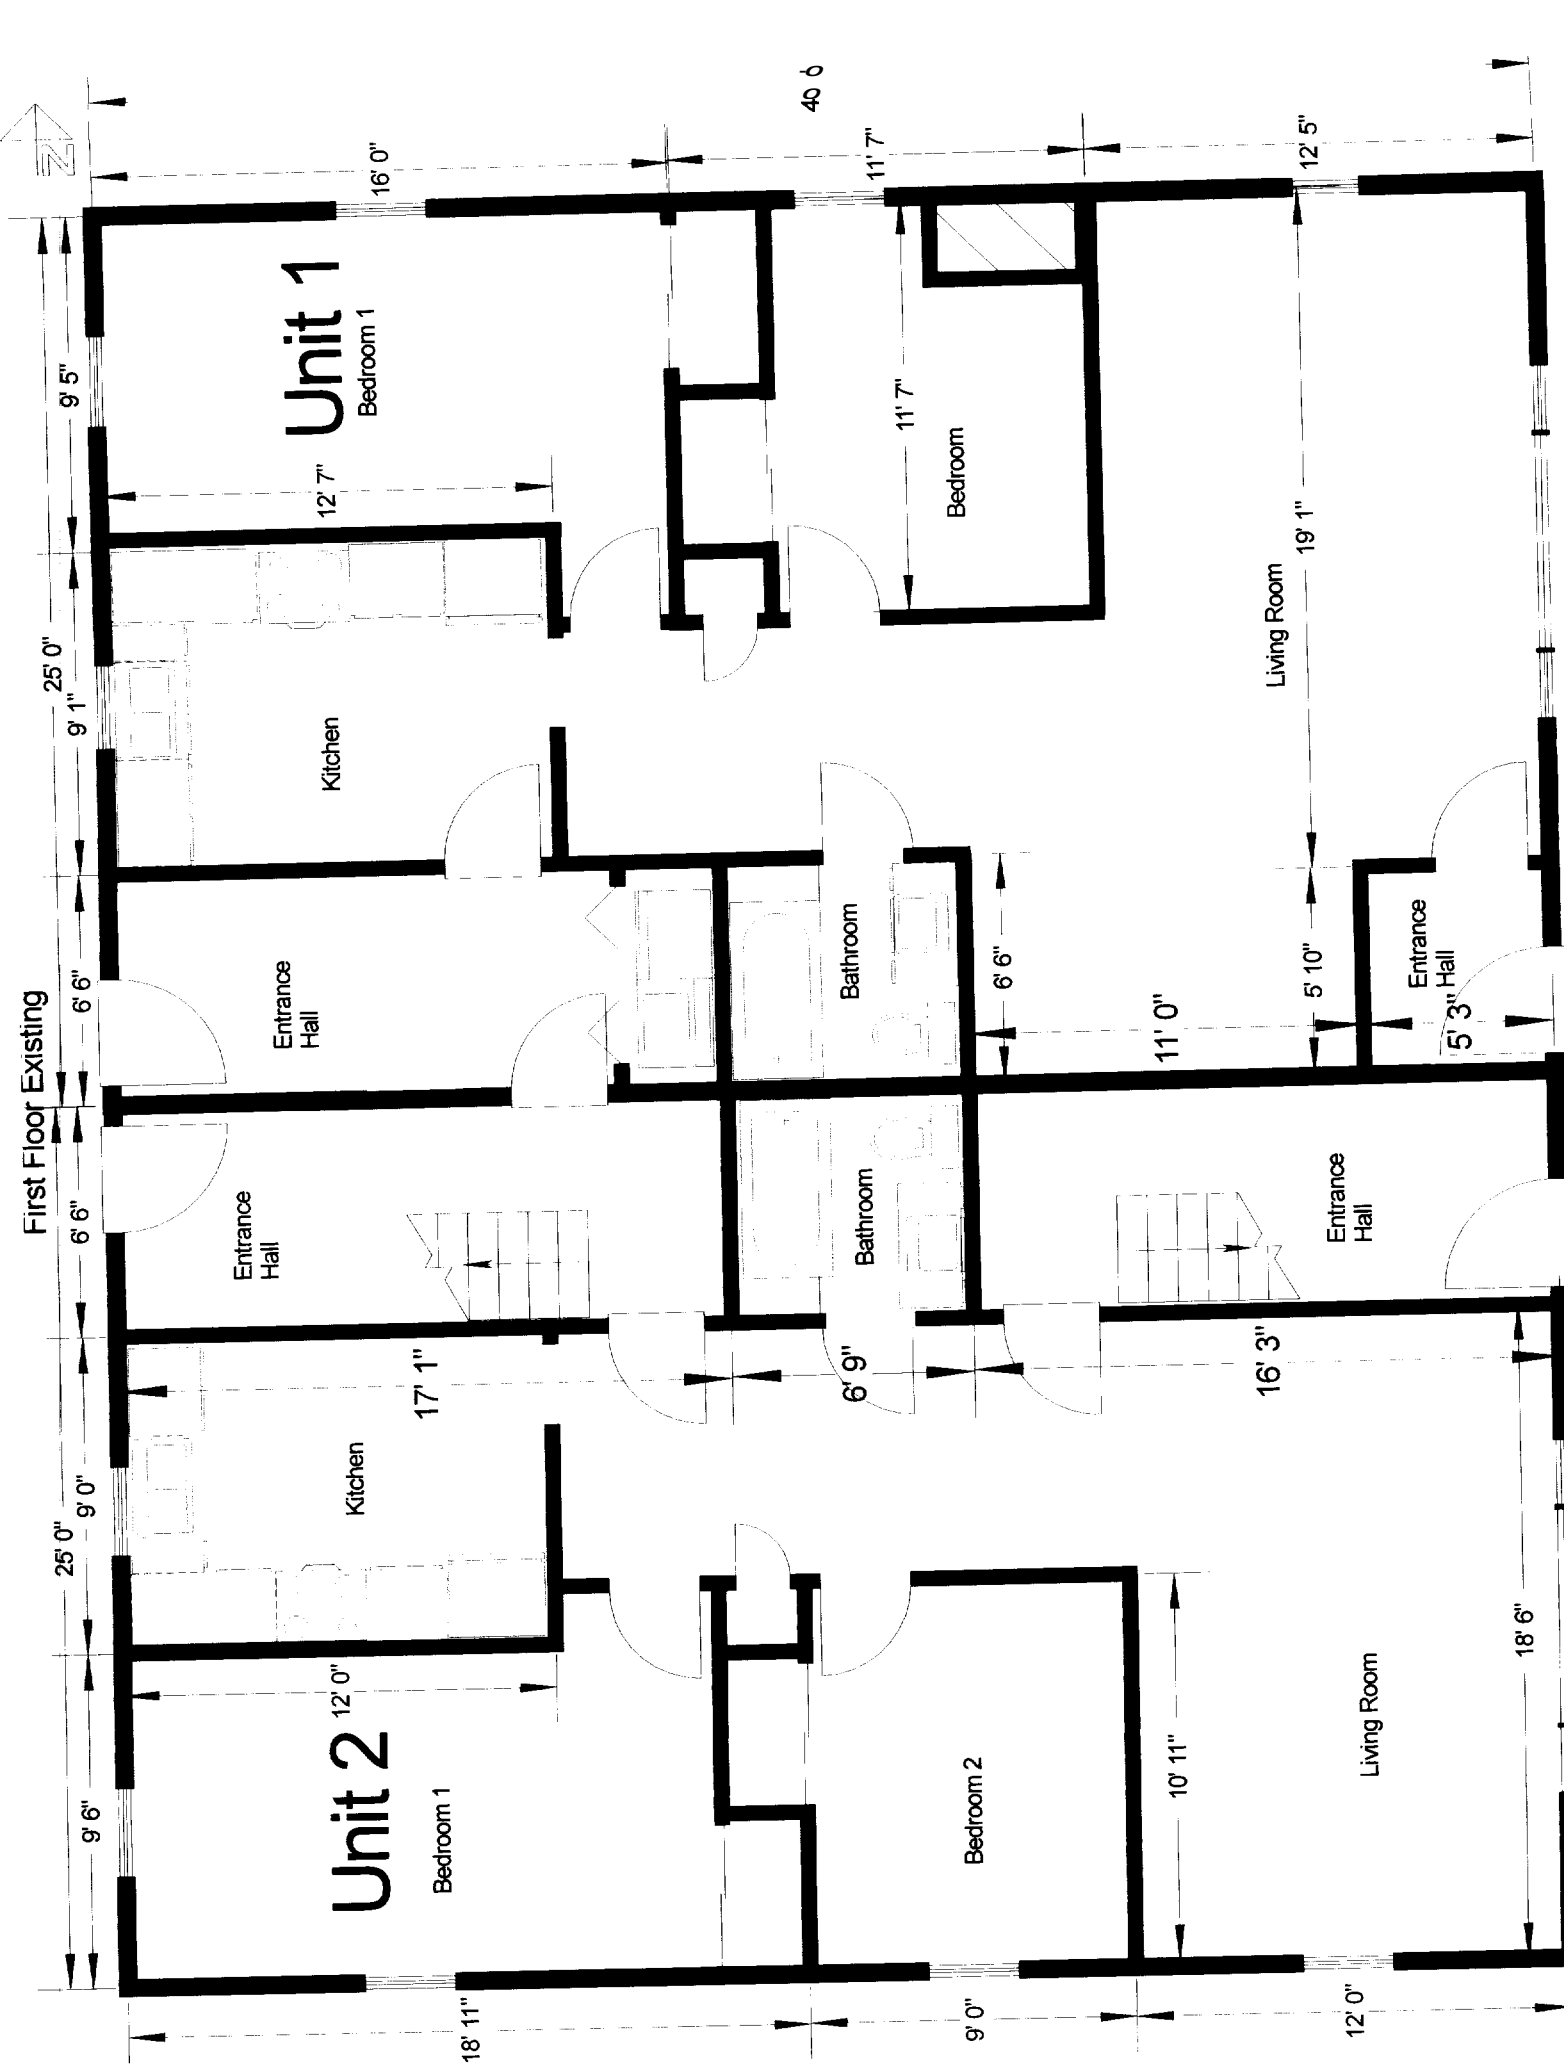 First Floor Existing
N
25' 0"
25' 0"
9' 6"
9' 0"
6' 6"
6' 6"
9' 1"
9' 5"
Unit 2
Bedroom 1
12' 0"
Kitchen
17' 1"
Entrance
Hall
Entrance
Hall
Kitchen
12' 7"
Unit 1
Bedroom 1
16' 0"
18' 11"
6' 9"
Bathroom
Bathroom
11' 7"
40 6
Bedroom 2
9' 0"
6' 6"
11' 7"
Bedroom
10' 11"
16' 3"
11' 0"
Living Room
12' 0"
18' 6"
Entrance
Hall
5' 10"
Entrance
Hall
5' 3"
19' 1"
Living Room
12' 5"